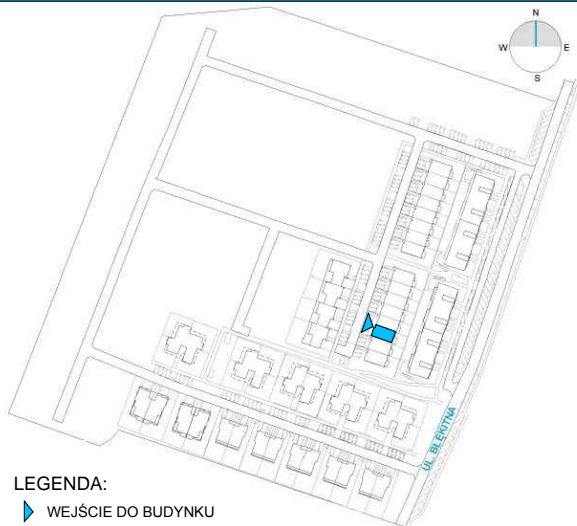 N
W E
S
UL. BŁĘKITNA
LEGENDA:
WEJŚCIE DO BUDYNKU